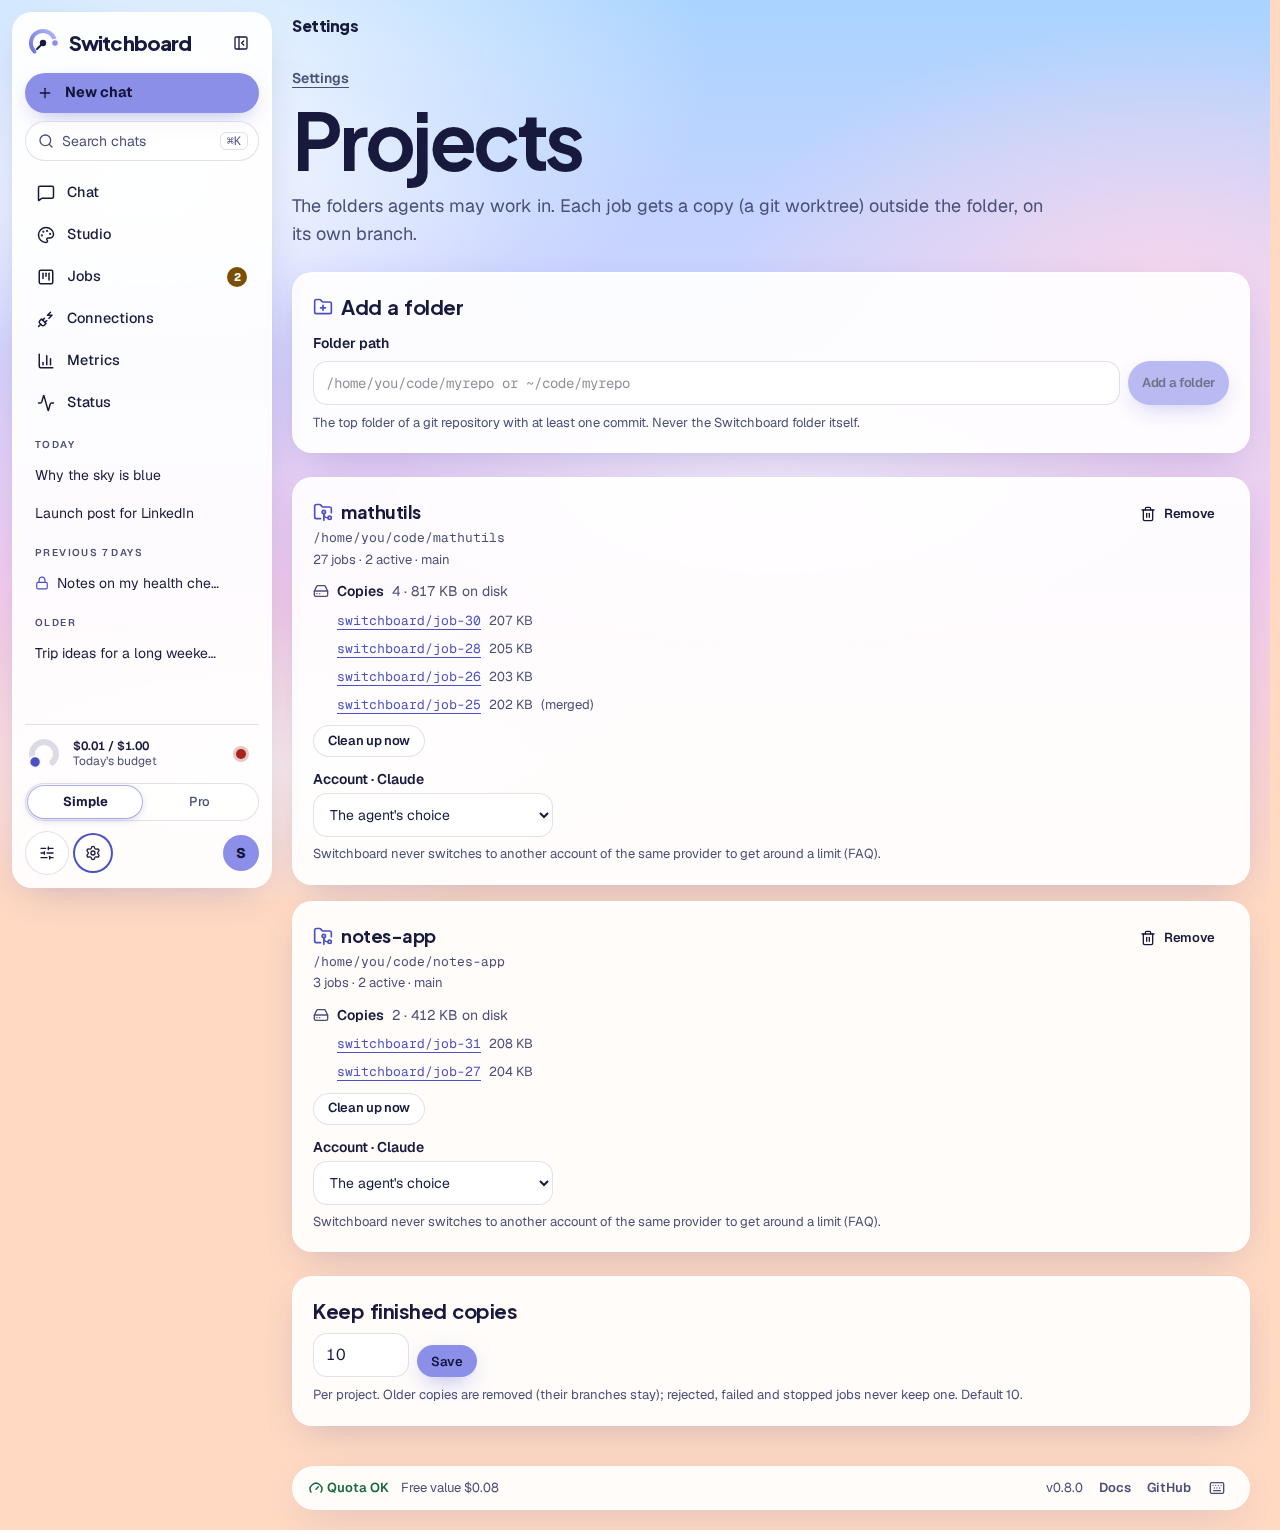 Switchboard
New chat
Search chats ⌘K
Chat
Studio
Jobs 2
Connections
Metrics
Status
TODAY
Why the sky is blue
Launch post for LinkedIn
PREVIOUS 7 DAYS
Notes on my health che…
OLDER
Trip ideas for a long weeke…
$0.01 / $1.00
Today's budget
Simple Pro
S
Settings
Settings
Projects
The folders agents may work in. Each job gets a copy (a git worktree) outside the folder, on
its own branch.
Add a folder
Folder path
/home/you/code/myrepo or ~/code/myrepo
Add a folder
The top folder of a git repository with at least one commit. Never the Switchboard folder itself.
mathutils
Remove
/home/you/code/mathutils
27 jobs · 2 active · main
Copies 4 · 817 KB on disk
switchboard/job-30 207 KB
switchboard/job-28 205 KB
switchboard/job-26 203 KB
switchboard/job-25 202 KB (merged)
Clean up now
Account · Claude
The agent's choice
Switchboard never switches to another account of the same provider to get around a limit (FAQ).
notes-app
Remove
/home/you/code/notes-app
3 jobs · 2 active · main
Copies 2 · 412 KB on disk
switchboard/job-31 208 KB
switchboard/job-27 204 KB
Clean up now
Account · Claude
The agent's choice
Switchboard never switches to another account of the same provider to get around a limit (FAQ).
Keep finished copies
10
Save
Per project. Older copies are removed (their branches stay); rejected, failed and stopped jobs never keep one. Default 10.
Quota OK Free value $0.08 v0.8.0 Docs GitHub